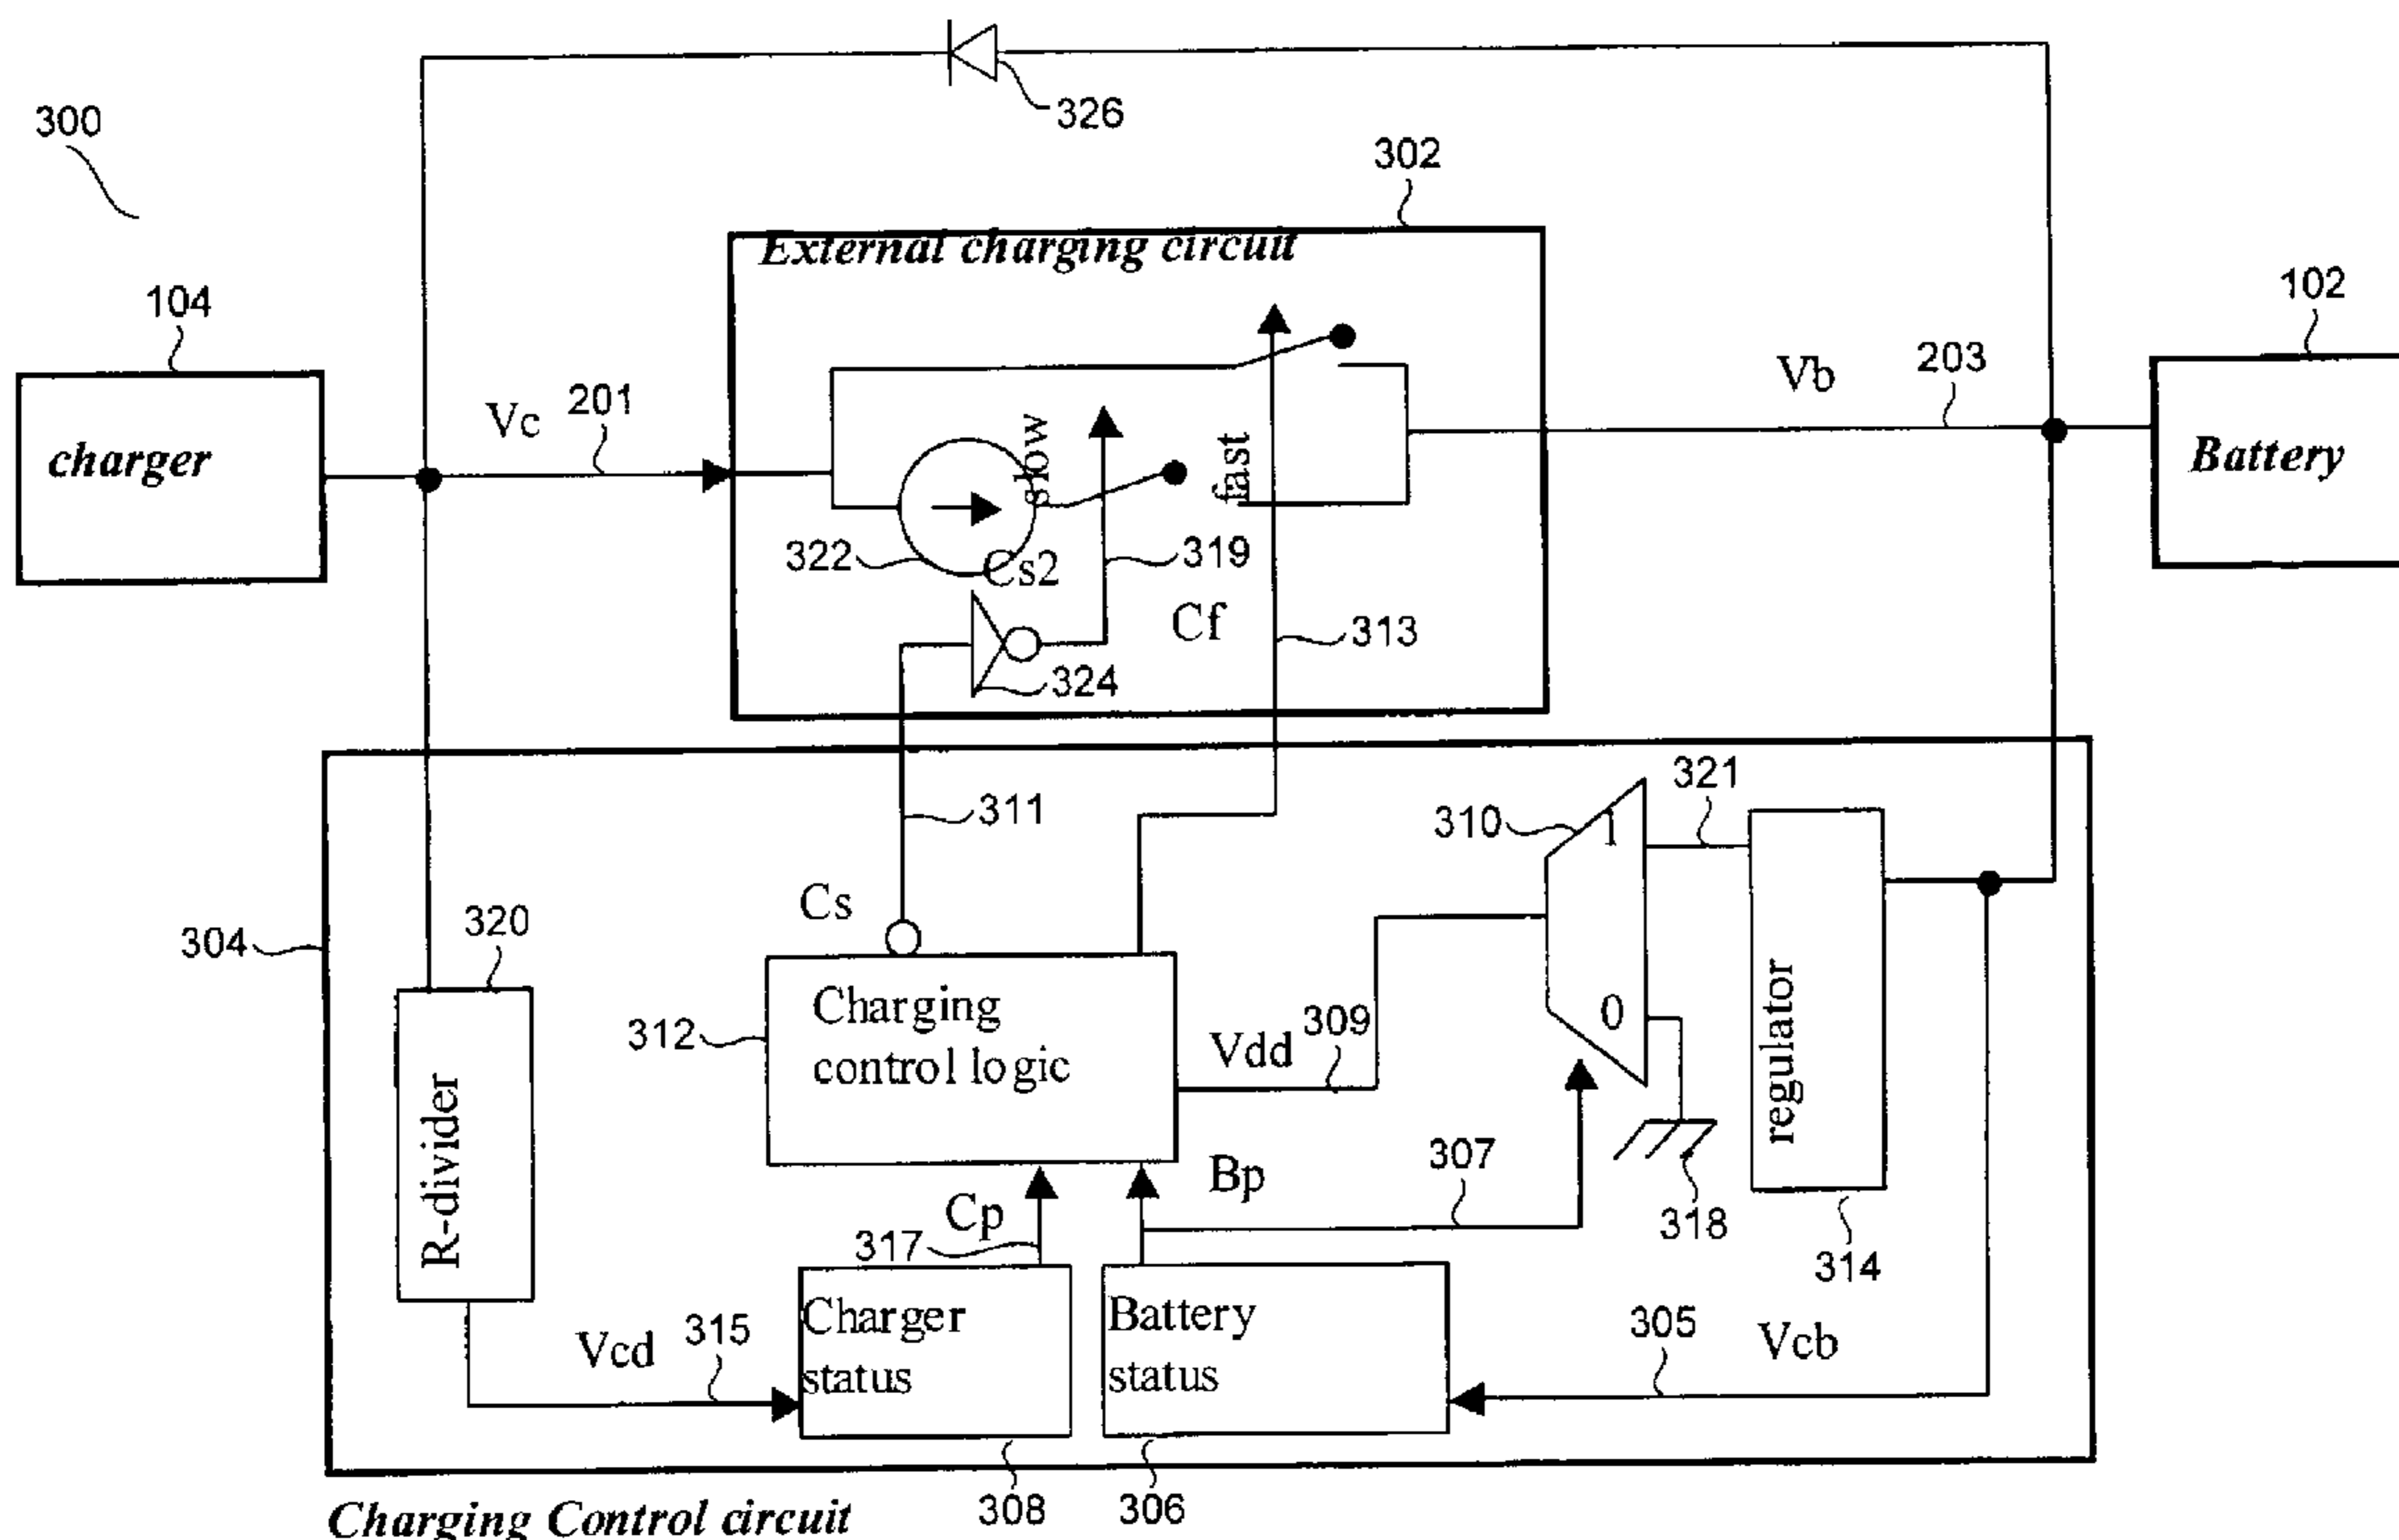 300
326
302
External charging circuit
104
102
charger
Vc
201
slow
fast
Vb
203
Battery
322
Cs2
319
Cf
313
324
311
310
1
321
304
320
Cs
R-divider
312
Charging
control logic
Vdd
309
0
regulator
318
314
Cp
317
Bp
307
Vcd
315
Charger
status
Battery
status
305
Vcb
308
306
Charging Control circuit